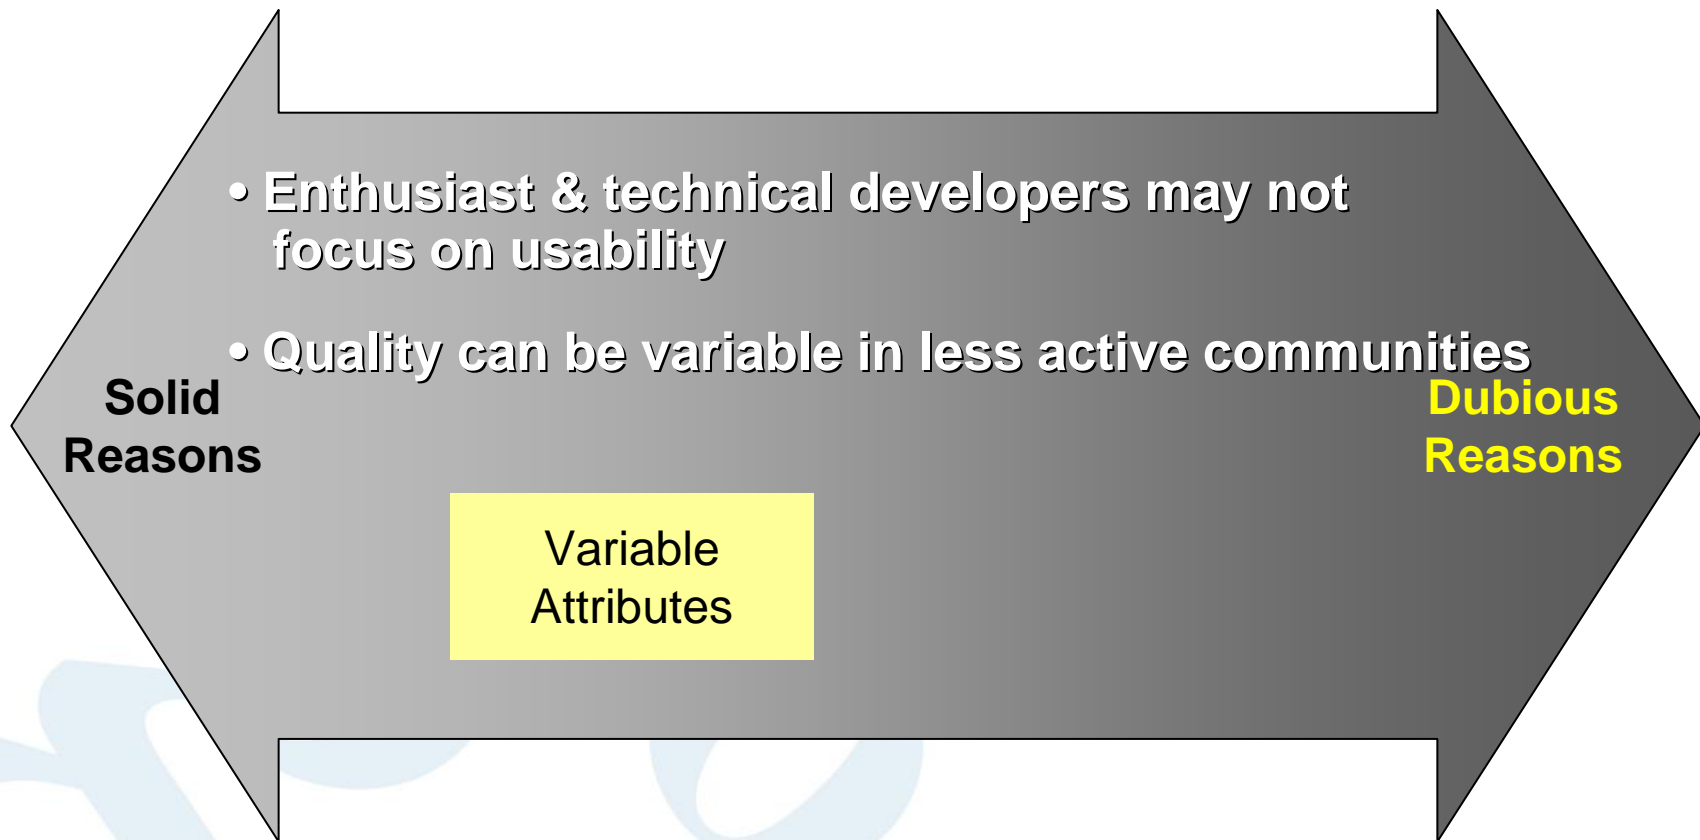 • Enthusiast & technical developers may not
focus on usability
• Quality can be variable in less active communities
Solid
Reasons
Dubious
Reasons
Variable
Attributes